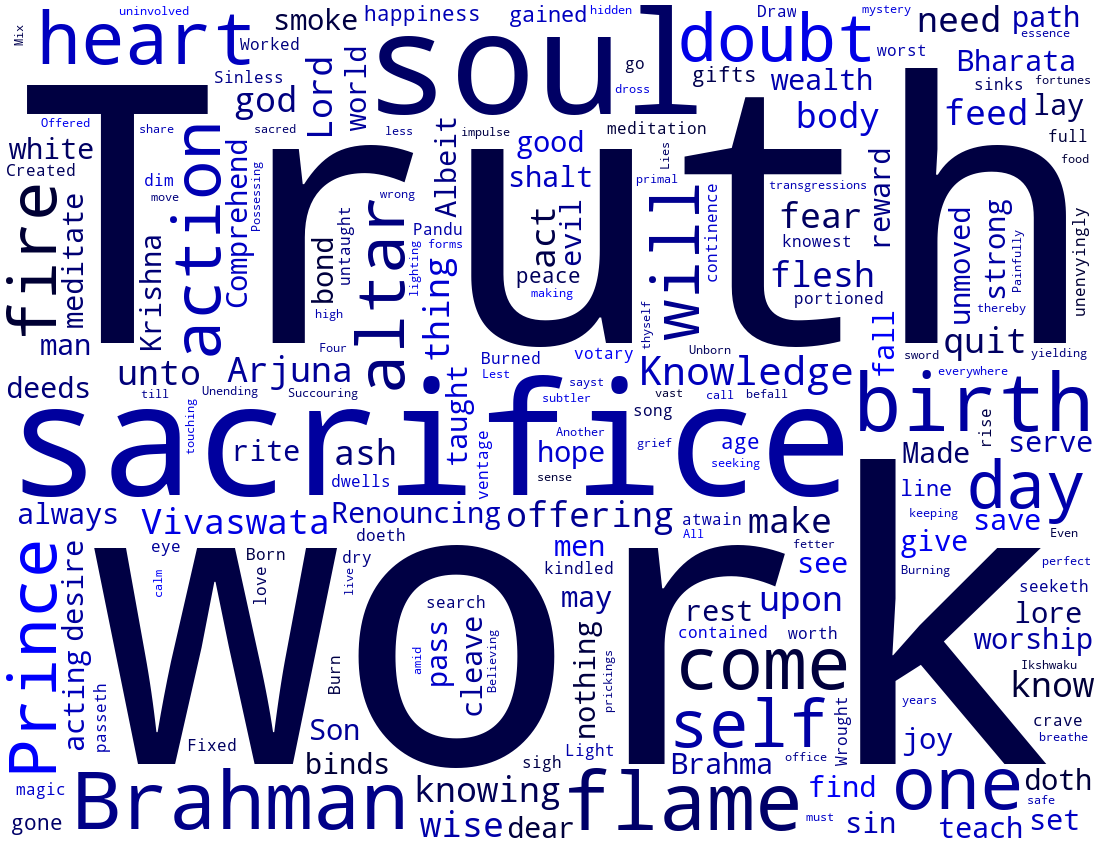 uninvolved
smoke
happiness
gained
hidden
Draw
mystery
need
path
Mix
heart
Worked
soul
doubt
worst
essence
Sinless
Lord
world
go
gifts
wealth
Bharata
god
dross
sinks
fortunes
Offered
share
sacred
less
impulse
meditation
body
feed
lay
white
action
Comprehend
Albeit
good
Lies
full
Created
Truth
food
fire
dim
move
Possessing
wrong
shalt
primal
transgressions
reward
meditate
untaught
altar
Pandu
forms
act
evil
will
continence
fear
knowest
unmoved
strong
Painfully
unenvyingly
Krishna
bond
lighting
thing
peace
making
flesh
portioned
thereby
high
thyself
fall
man
Four
Burned
votary
Unborn
sword
quit
yielding
unto
Arjuna
Lest
sayst
Knowledge
everywhere
deeds
till
Unending
Succouring
subtler
vast
call
befall
birth
touching
sacrifice
taught
song
rise
rite
ash
ventage
Another
hope
grief
age
Made
serve
dwells
sense
seeking
line
day
always
Vivaswata
Renouncing
offering
atwain
make
keeping
save
Prince
desire
eye
Born
doeth
men
All
fetter
give
Even
calm
love
dry
live
kindled
see
Burning
perfect
work
search
may
rest
upon
seeketh
lore
acting
amid
pass
cleave
Believing
nothing
prickings
contained
worth
worship
Burn
come
Ikshwaku
know
passeth
Fixed
Son
self
Wrought
years
crave
breathe
Light
joy
binds
sigh
Brahma
office
magic
Brahman
knowing
flame
find
one
doth
safe
gone
wise
dear
must
sin
teach
set